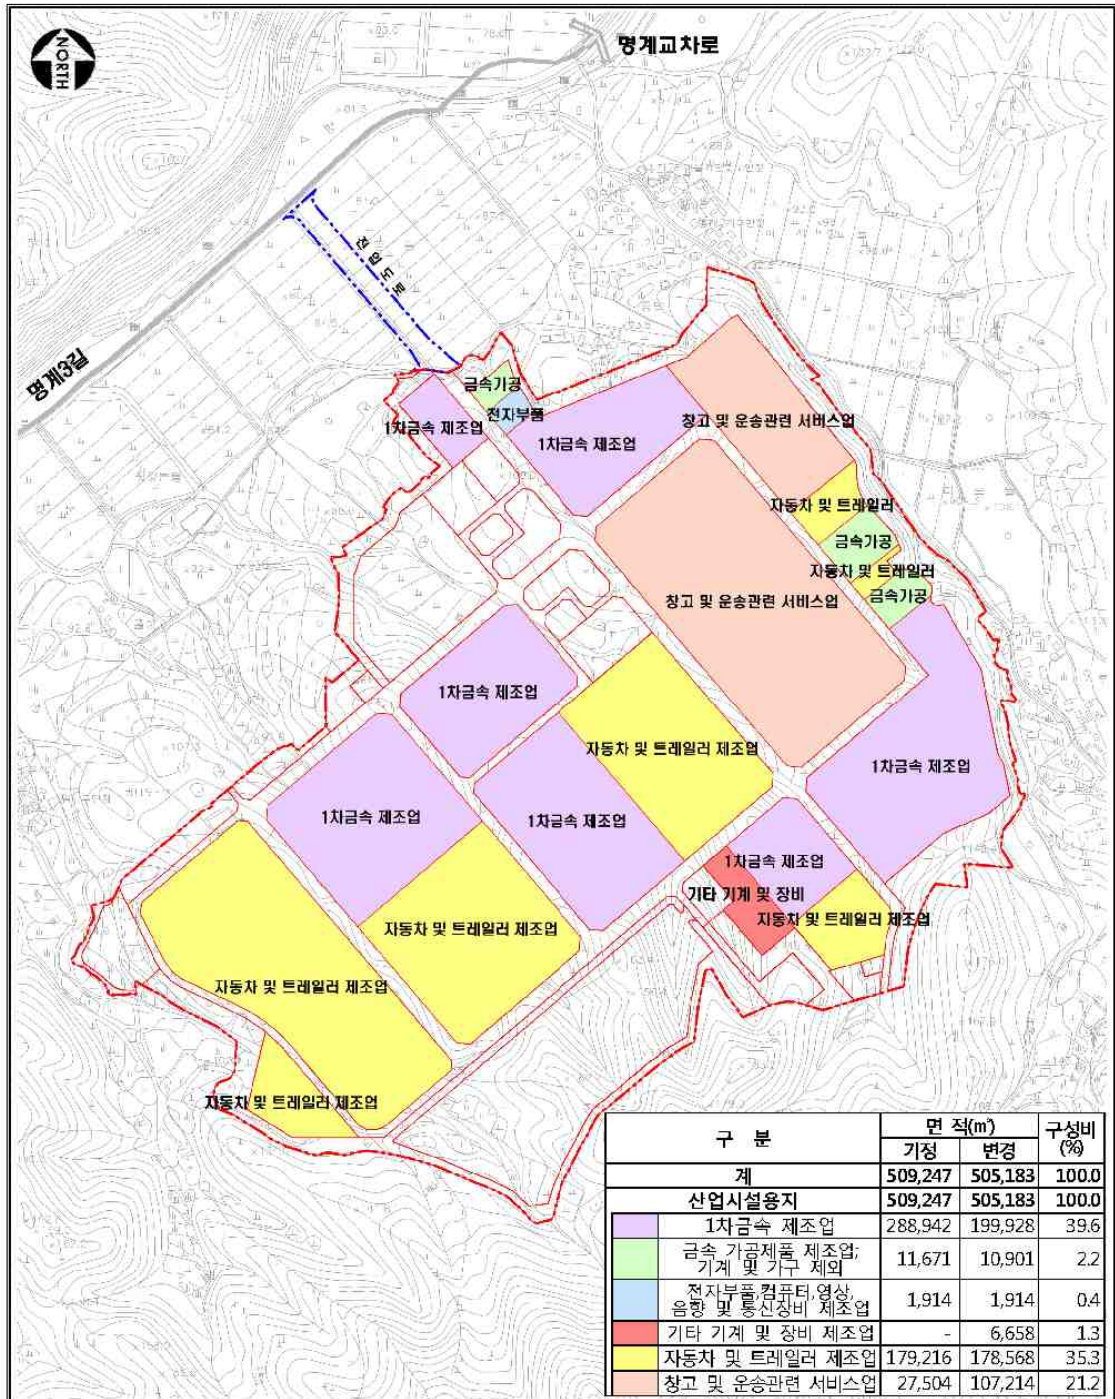 NORTH
명계교차로
진입도로
명계3길
금속가공
전자부품
1차금속 제조업
1차금속 제조업
창고 및 운송관련 서비스업
자동차 및 트레일러
금속가공
자동차 및 트레일러
금속가공
창고 및 운송관련 서비스업
1차금속 제조업
자동차 및 트레일러 제조업
1차금속 제조업
1차금속 제조업
1차금속 제조업
1차금속 제조업
기타 기계 및 장비
자동차 및 트레일러 제조업
자동차 및 트레일러 제조업
자동차 및 트레일러 제조업
자동차 및 트레일러 제조업
구 분 면 적(㎡) 구성비
기정 변경 (%)
계 509,247 505,183 100.0
산업시설용지 509,247 505,183 100.0
1차금속 제조업 288,942 199,928 39.6
금속 가공제품 제조업;
기계 및 가구 제외 11,671 10,901 2.2
전자부품,컴퓨터,영상,
음향 및 통신장비 제조업 1,914 1,914 0.4
기타 기계 및 장비 제조업 - 6,658 1.3
자동차 및 트레일러 제조업 179,216 178,568 35.3
창고 및 운송관련 서비스업 27,504 107,214 21.2